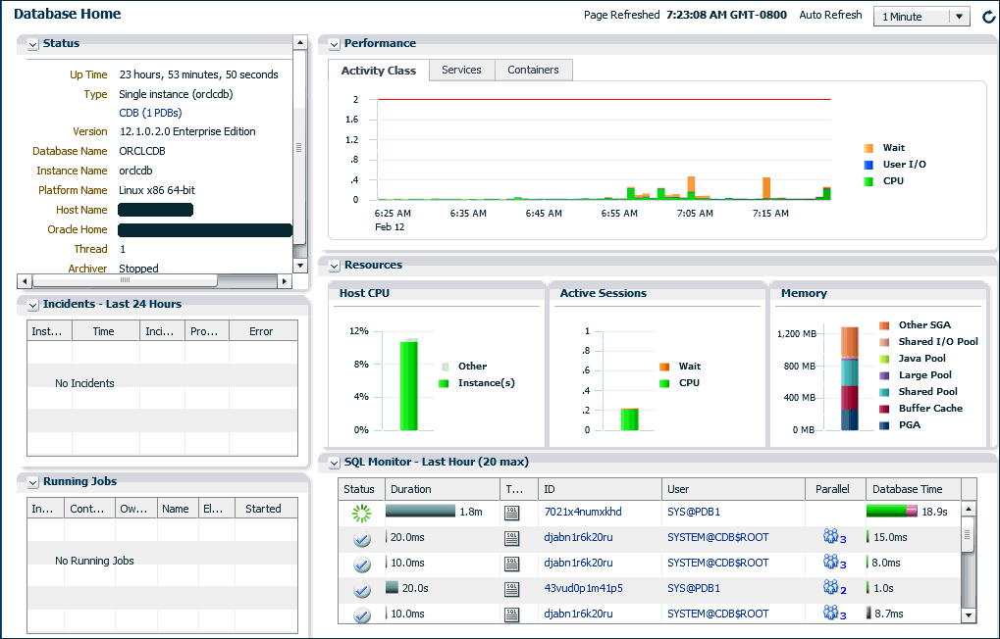 Database Home
Page Refreshed 7:23:08 AM GMT-0800 Auto Refresh 1 Minute
Status
Up Time 23 hours, 53 minutes, 50 seconds
Type Single instance (orclcdb)
CDB (1 PDBs)
Version 12.1.0.2.0 Enterprise Edition
Database Name ORCLCDB
Instance Name orclcdb
Platform Name Linux x86 64-bit
Host Name
Oracle Home
Thread 1
Archiver Stopped
Incidents - Last 24 Hours
Inst... Time Inci... Pro... Error
No Incidents
Running Jobs
In... Cont... Ow... Name El... Started
No Running Jobs
Performance
Activity Class Services Containers
2
1.6
1.2
.8
.4
0
6:25 AM 6:35 AM 6:45 AM 6:55 AM 7:05 AM 7:15 AM
Feb 12
Wait
User I/O
CPU
Resources
Host CPU
12%
8%
4%
0%
Other
Instance(s)
Active Sessions
1
.8
.6
.4
.2
0
Wait
CPU
Memory
1,200 MB
800 MB
400 MB
0 MB
Other SGA
Shared I/O Pool
Java Pool
Large Pool
Shared Pool
Buffer Cache
PGA
SQL Monitor - Last Hour (20 max)
Status Duration T... ID User Parallel Database Time
1.8m SQL 7021x4numxkhd SYS@PDB1 18.9s
20.0ms SQL djabn1r6k20ru SYSTEM@CDB$ROOT 3 15.0ms
10.0ms SQL djabn1r6k20ru SYSTEM@CDB$ROOT 3 8.0ms
20.0s SQL 43vud0p1m41p5 SYS@PDB1 2 1.0s
10.0ms SQL djabn1r6k20ru SYSTEM@CDB$ROOT 3 8.7ms